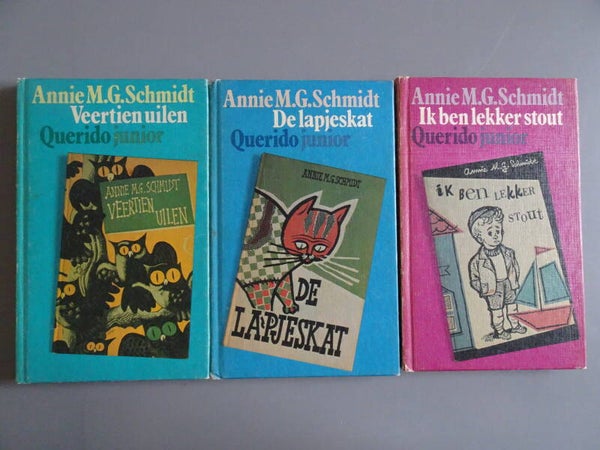 Annie M.G. Schmidt
Veertien uilen
Querido junior
ANNIE M.G. SCHMIDT
VEERTIEN
UILEN
Annie M.G. Schmidt
De lapjeskat
Querido junior
ANNIE M.G. SCHMIDT
DE
LAPJESKAT
Annie M.G. Schmidt
Ik ben lekker stout
Querido junior
annie M.G. Schmidt
iK BEN LEKKER
STOUT